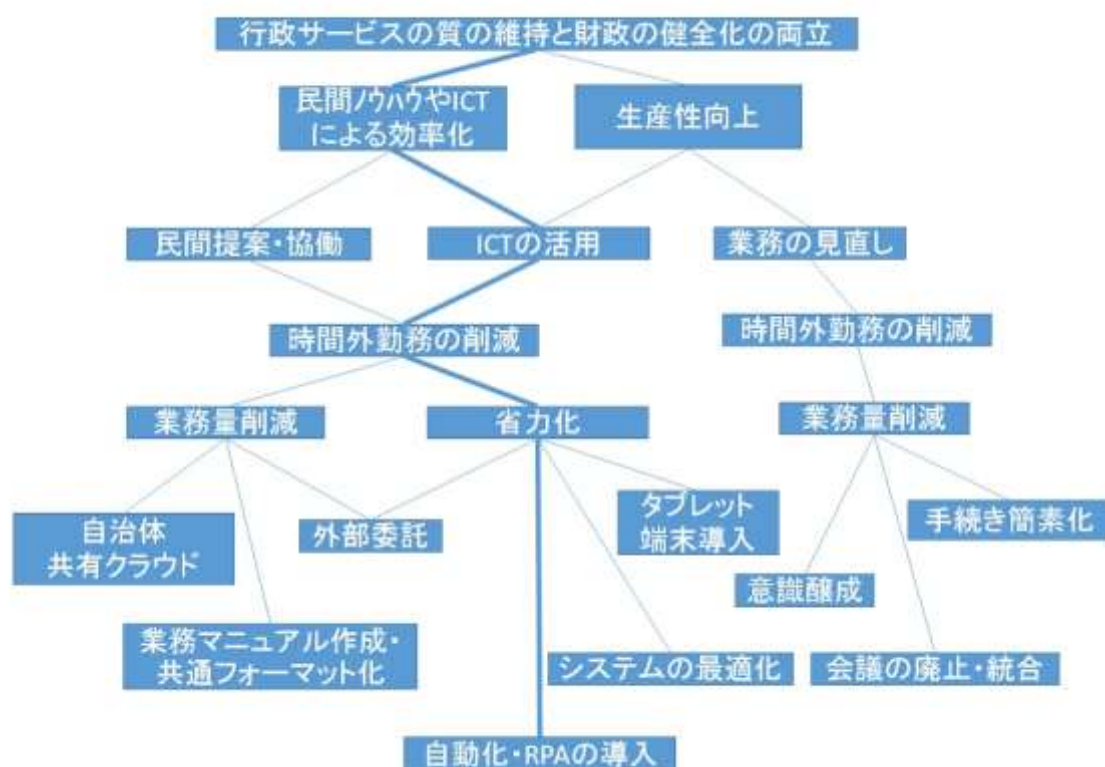 行政サービスの質の維持と財政の健全化の両立
民間ﾉｳﾊｳやICT
による効率化
生産性向上
民間提案・協働
ICTの活用
業務の見直し
時間外勤務の削減
時間外勤務の削減
業務量削減
省力化
業務量削減
自治体
共有クラウド
外部委託
タブレット
端末導入
手続き簡素化
意識醸成
業務マニュアル作成・
共通フォーマット化
システムの最適化
会議の廃止・統合
自動化・RPAの導入